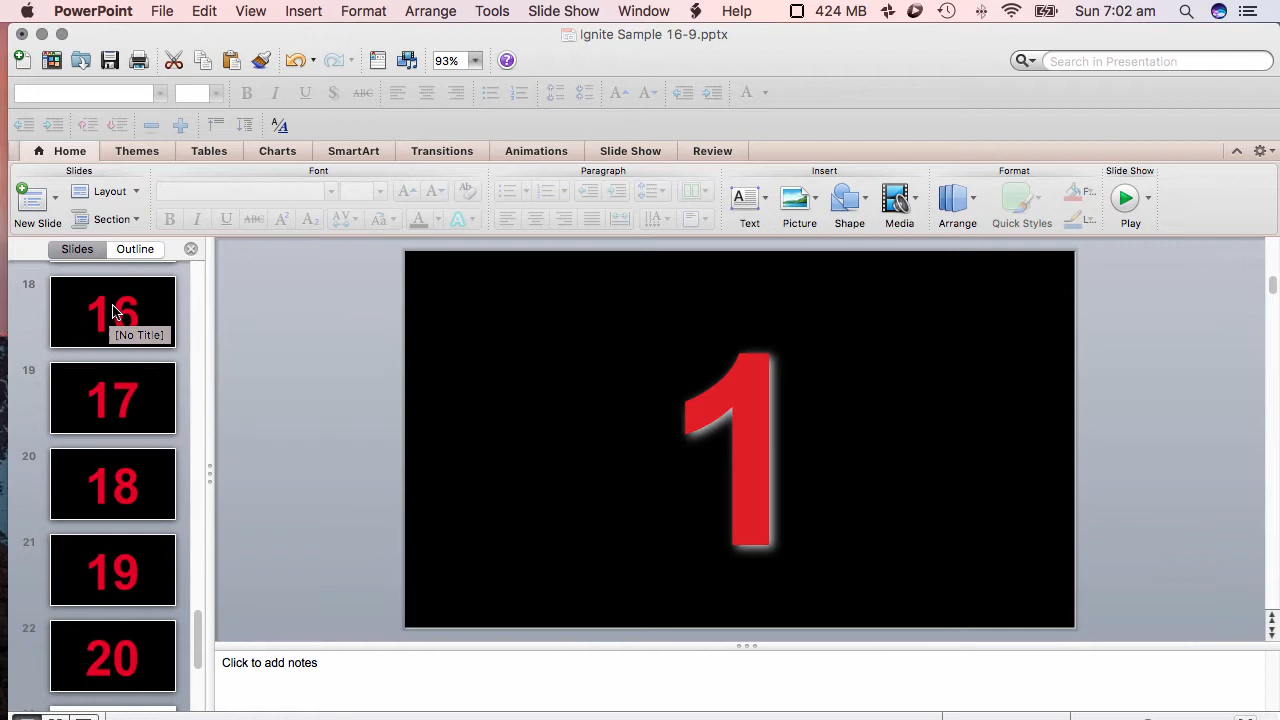 PowerPoint File Edit View Insert Format Arrange Tools Slide Show Window Help 424 MB Sun 7:02 am
Ignite Sample 16-9.pptx
93% Search in Presentation
Home Themes Tables Charts SmartArt Transitions Animations Slide Show Review
Slides Font Paragraph Insert Format Slide Show
Layout
Section
New Slide Text Picture Shape Media Arrange Quick Styles Play
Slides Outline
18 16
[No Title]
19 17
20 18
21 19
22 20
1
Click to add notes